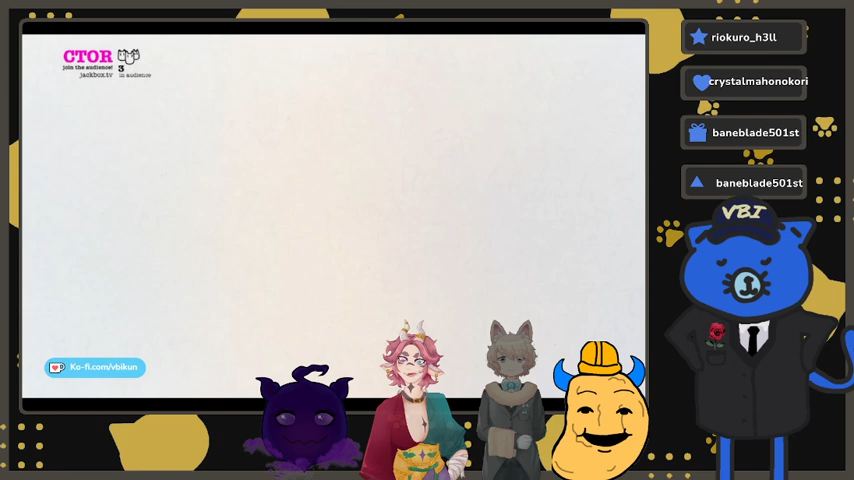 CTOR
join the audience!
jackbox.tv
3
in audience
riokuro_h3ll
crystalmahonokori
baneblade501st
baneblade501st
VBI
Ko-fi.com/vbikun